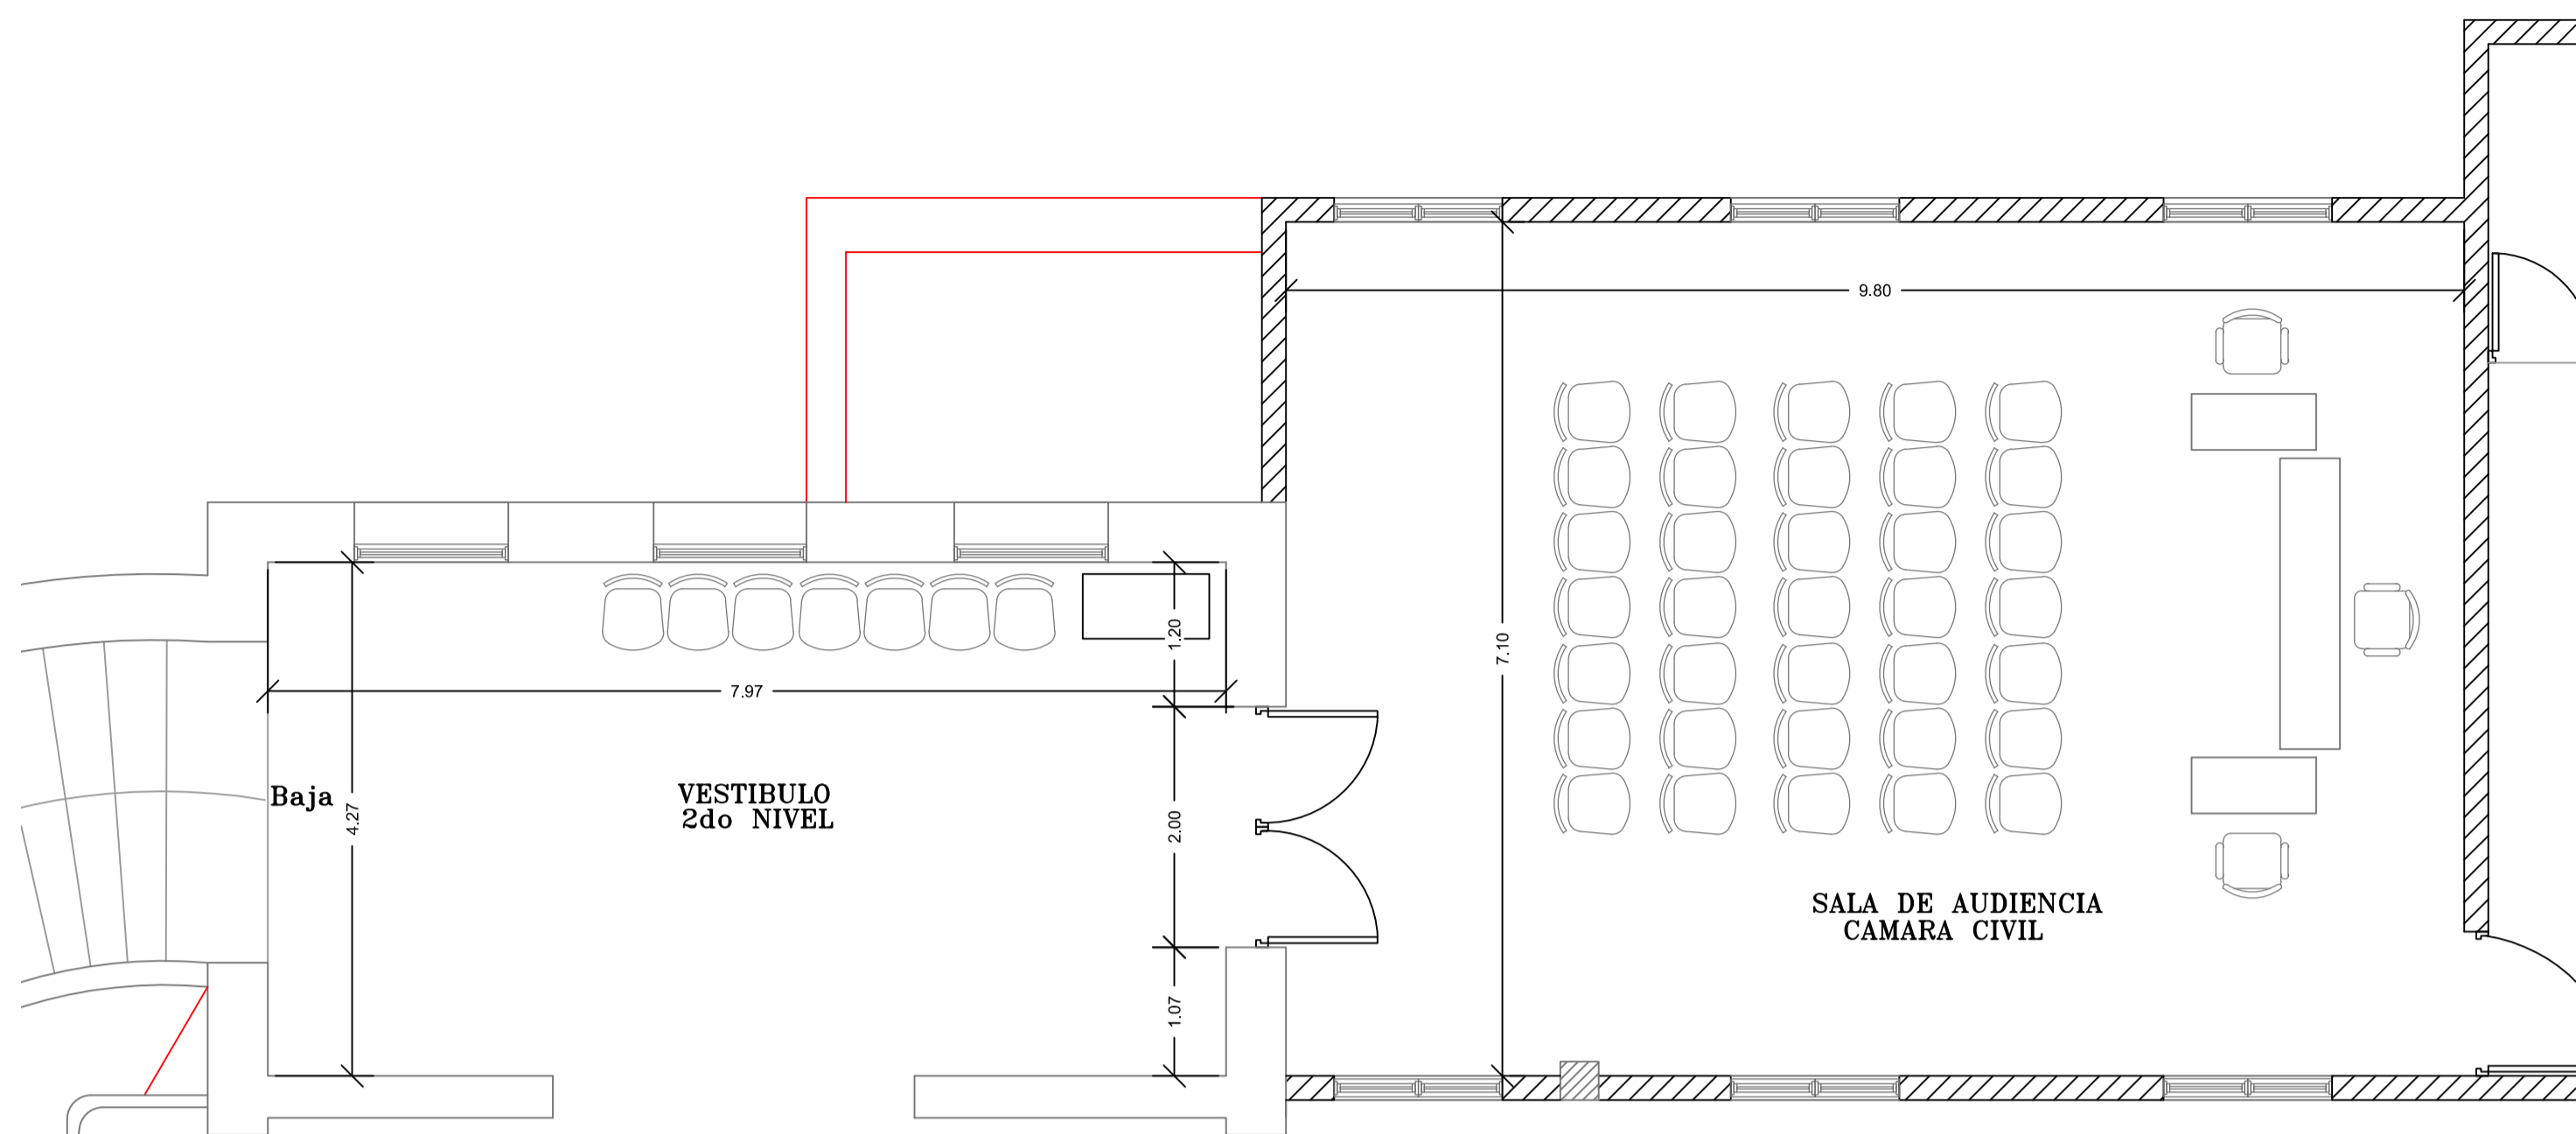 9.80
7.10
1.20
7.97
2.00
4.27
1.07
Baja
VESTIBULO
2do NIVEL
SALA DE AUDIENCIA
CAMARA CIVIL